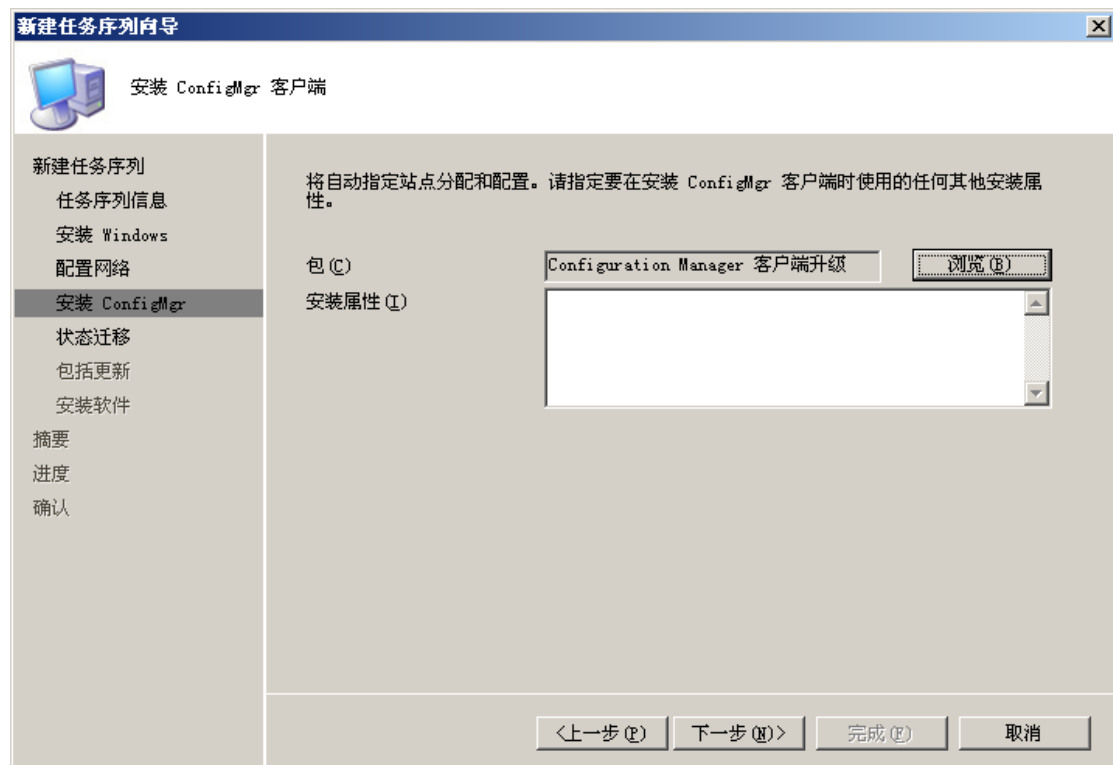 新建任务序列向导
安装 ConfigMgr 客户端
新建任务序列
任务序列信息
安装 Windows
配置网络
安装 ConfigMgr
状态迁移
包括更新
安装软件
摘要
进度
确认
将自动指定站点分配和配置。请指定要在安装 ConfigMgr 客户端时使用的任何其他安装属
性。
包(C)
Configuration Manager 客户端升级
浏览(B)
安装属性(I)
<上一步(P)
下一步(N)>
完成(F)
取消